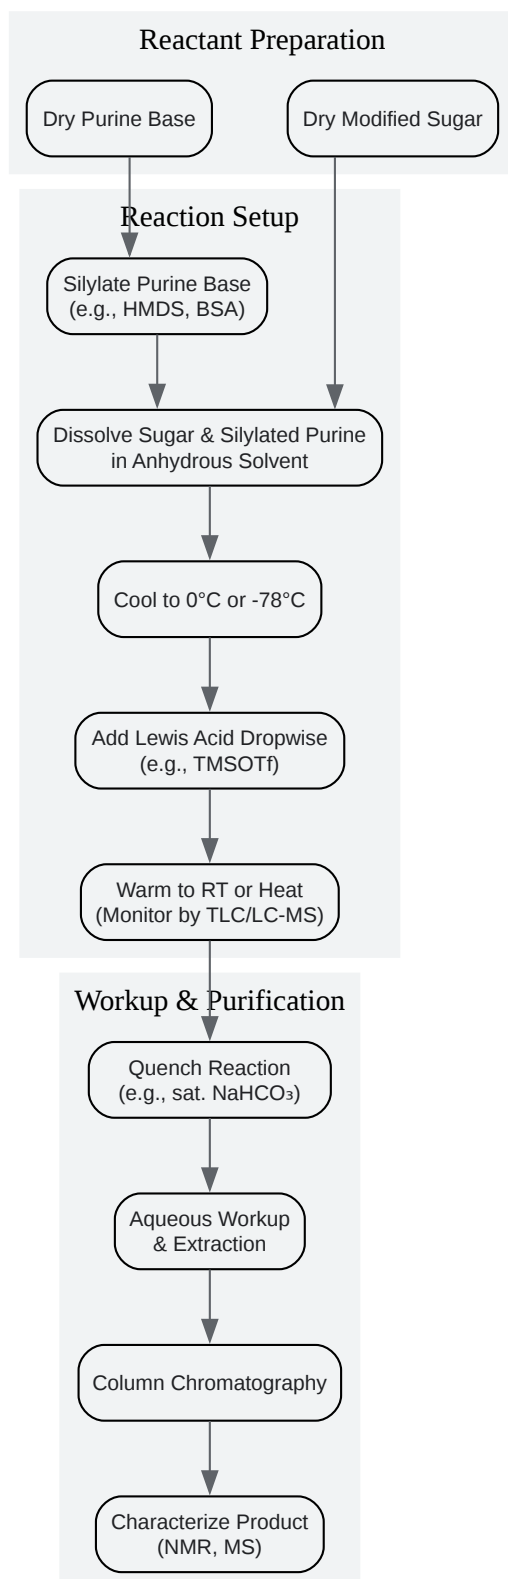 Reactant Preparation
Dry Purine Base
Dry Modified Sugar
Reaction Setup
Silylate Purine Base
(e.g., HMDS, BSA)
Dissolve Sugar & Silylated Purine
in Anhydrous Solvent
Cool to 0°C or -78°C
Add Lewis Acid Dropwise
(e.g., TMSOTf)
Warm to RT or Heat
(Monitor by TLC/LC-MS)
Workup & Purification
Quench Reaction
(e.g., sat. NaHCO₃)
Aqueous Workup
& Extraction
Column Chromatography
Characterize Product
(NMR, MS)